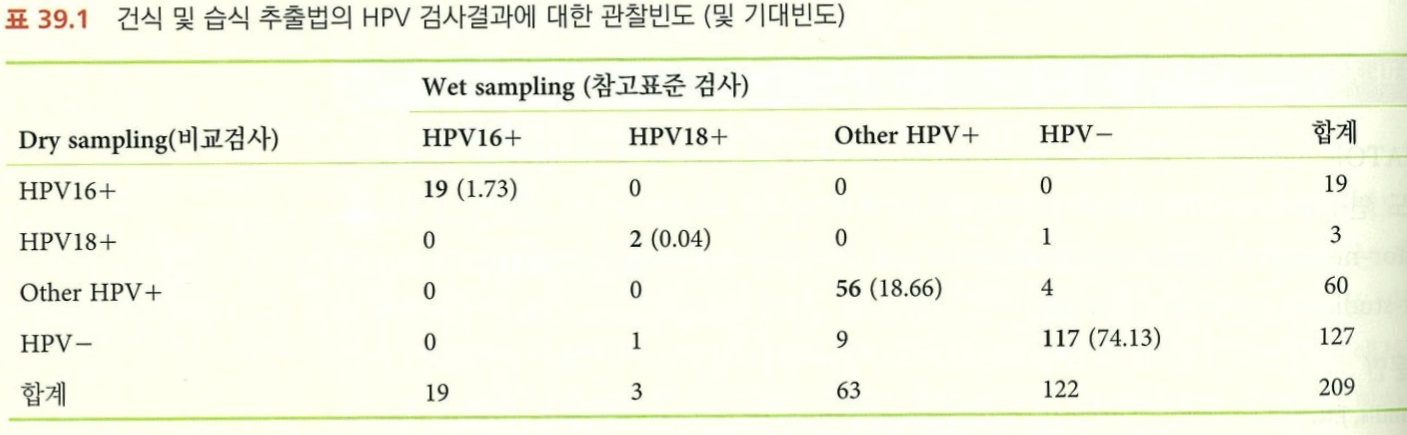 표 39.1 건식 및 습식 추출법의 HPV 검사결과에 대한 관찰빈도 (및 기대빈도)
Wet sampling (참고표준 검사)
Dry sampling(비교검사) HPV16+ HPV18+ Other HPV+ HPV− 합계
HPV16+ 19 (1.73) 0 0 0 19
HPV18+ 0 2 (0.04) 0 1 3
Other HPV+ 0 0 56 (18.66) 4 60
HPV− 0 1 9 117 (74.13) 127
합계 19 3 63 122 209